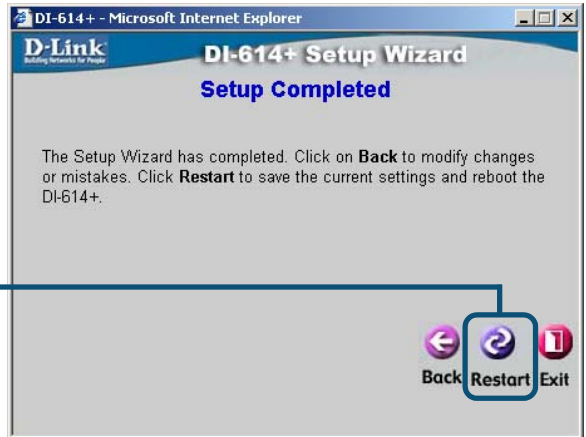 DI-614+ - Microsoft Internet Explorer
D-Link
Building Networks for People
DI-614+ Setup Wizard
Setup Completed
The Setup Wizard has completed. Click on Back to modify changes
or mistakes. Click Restart to save the current settings and reboot the
DI-614+.
Back Restart Exit